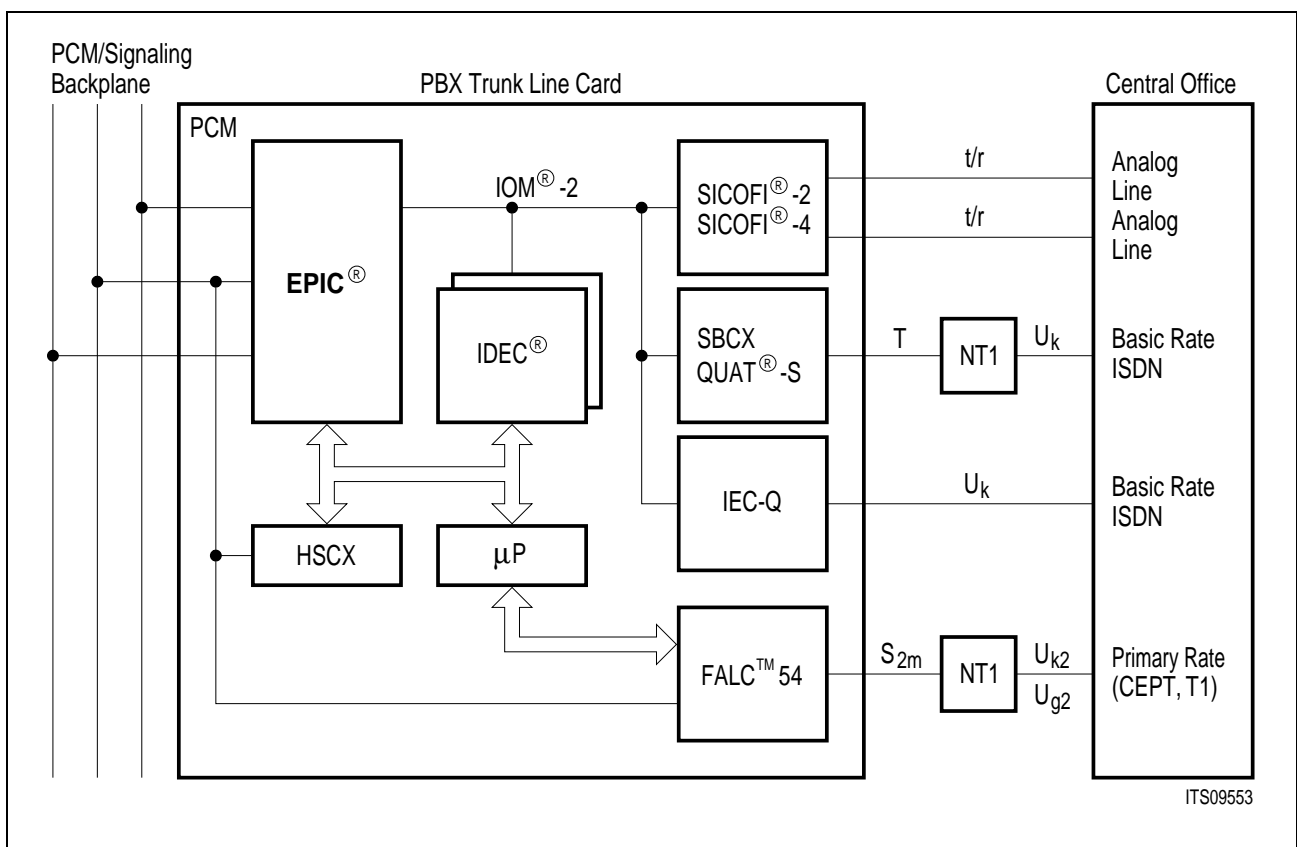 PCM/Signaling
Backplane
PBX Trunk Line Card
Central Office
PCM
EPIC®
IOM®-2
IDEC®
HSCX
μP
SICOFI®-2
SICOFI®-4
t/r
t/r
Analog
Line
Analog
Line
SBCX
QUAT®-S
T
NT1
Uk
Basic Rate
ISDN
IEC-Q
Uk
Basic Rate
ISDN
FALC™ 54
S2m
NT1
Uk2
Ug2
Primary Rate
(CEPT, T1)
ITS09553